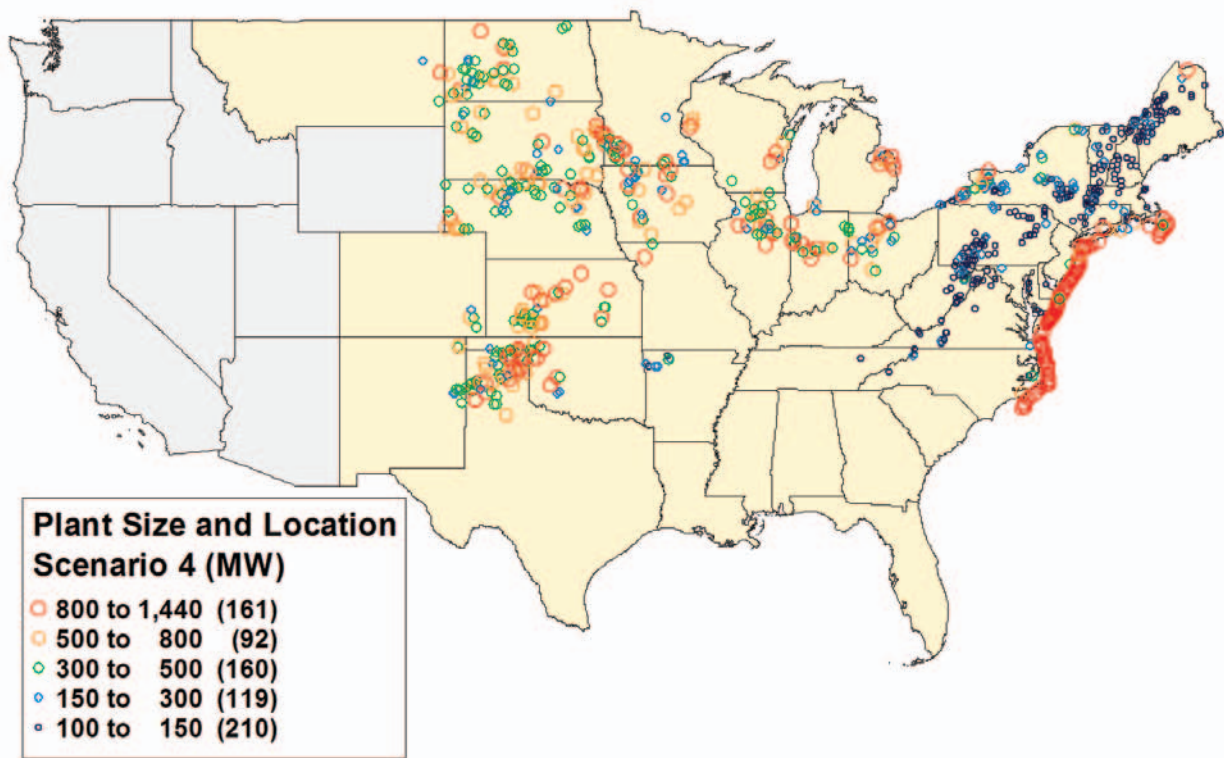 Plant Size and Location
Scenario 4 (MW)
800 to 1,440 (161)
500 to 800 (92)
300 to 500 (160)
150 to 300 (119)
100 to 150 (210)